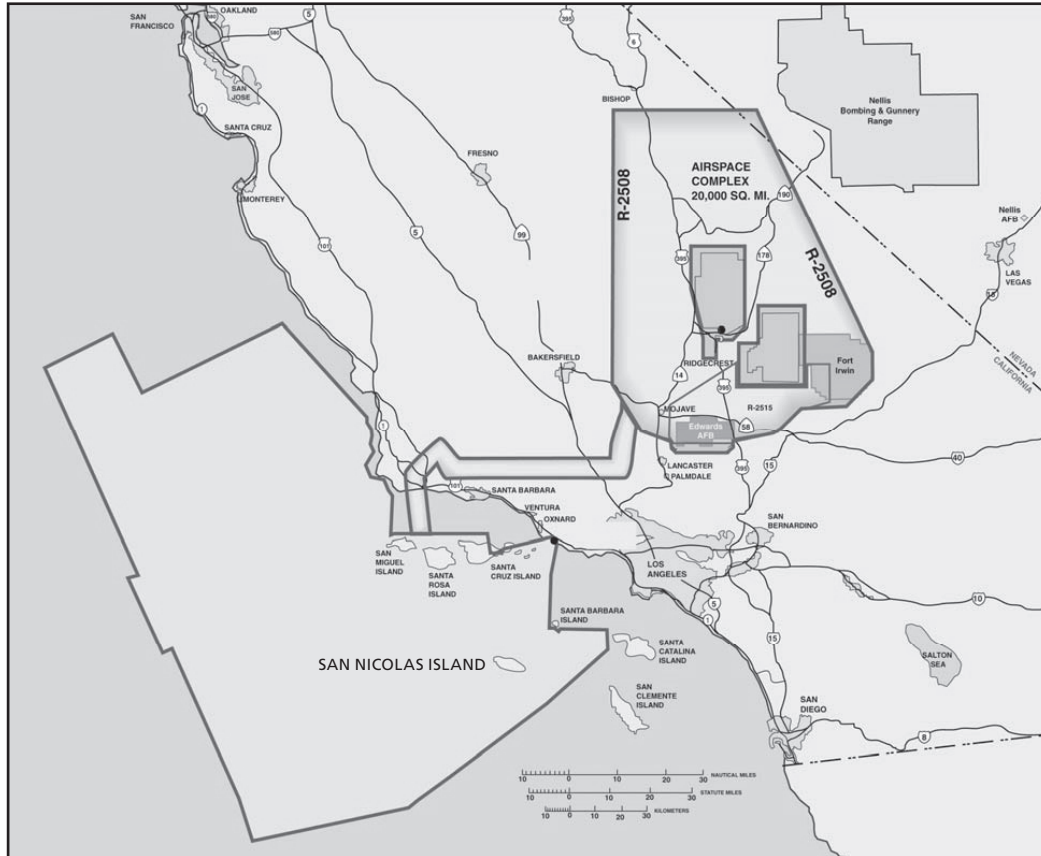 SAN
FRANCISCO
OAKLAND
580
5
580
395
6
SAN
JOSE
1
SANTA CRUZ
MONTEREY
101
5
99
FRESNO
BISHOP
Nellis
Bombing & Gunnery
Range
AIRSPACE
COMPLEX
20,000 SQ. MI.
R-2508
R-2508
190
395
178
Nellis
AFB
LAS
VEGAS
15
NEVADA
CALIFORNIA
BAKERSFIELD
RIDGECREST
14
395
Fort
Irwin
MOJAVE
R-2515
58
Edwards
AFB
LANCASTER
PALMDALE
395
15
40
1
101
SANTA BARBARA
VENTURA
OXNARD
SAN
MIGUEL
ISLAND
SANTA
ROSA
ISLAND
SANTA
CRUZ ISLAND
LOS
ANGELES
SAN
BERNARDINO
5
1
10
15
SANTA BARBARA
ISLAND
SANTA
CATALINA
ISLAND
SAN NICOLAS ISLAND
SAN
CLEMENTE
ISLAND
SALTON
SEA
SAN
DIEGO
8
10 0 10 20 30 NAUTICAL MILES
10 0 10 20 30 STATUTE MILES
10 0 10 20 30 KILOMETERS